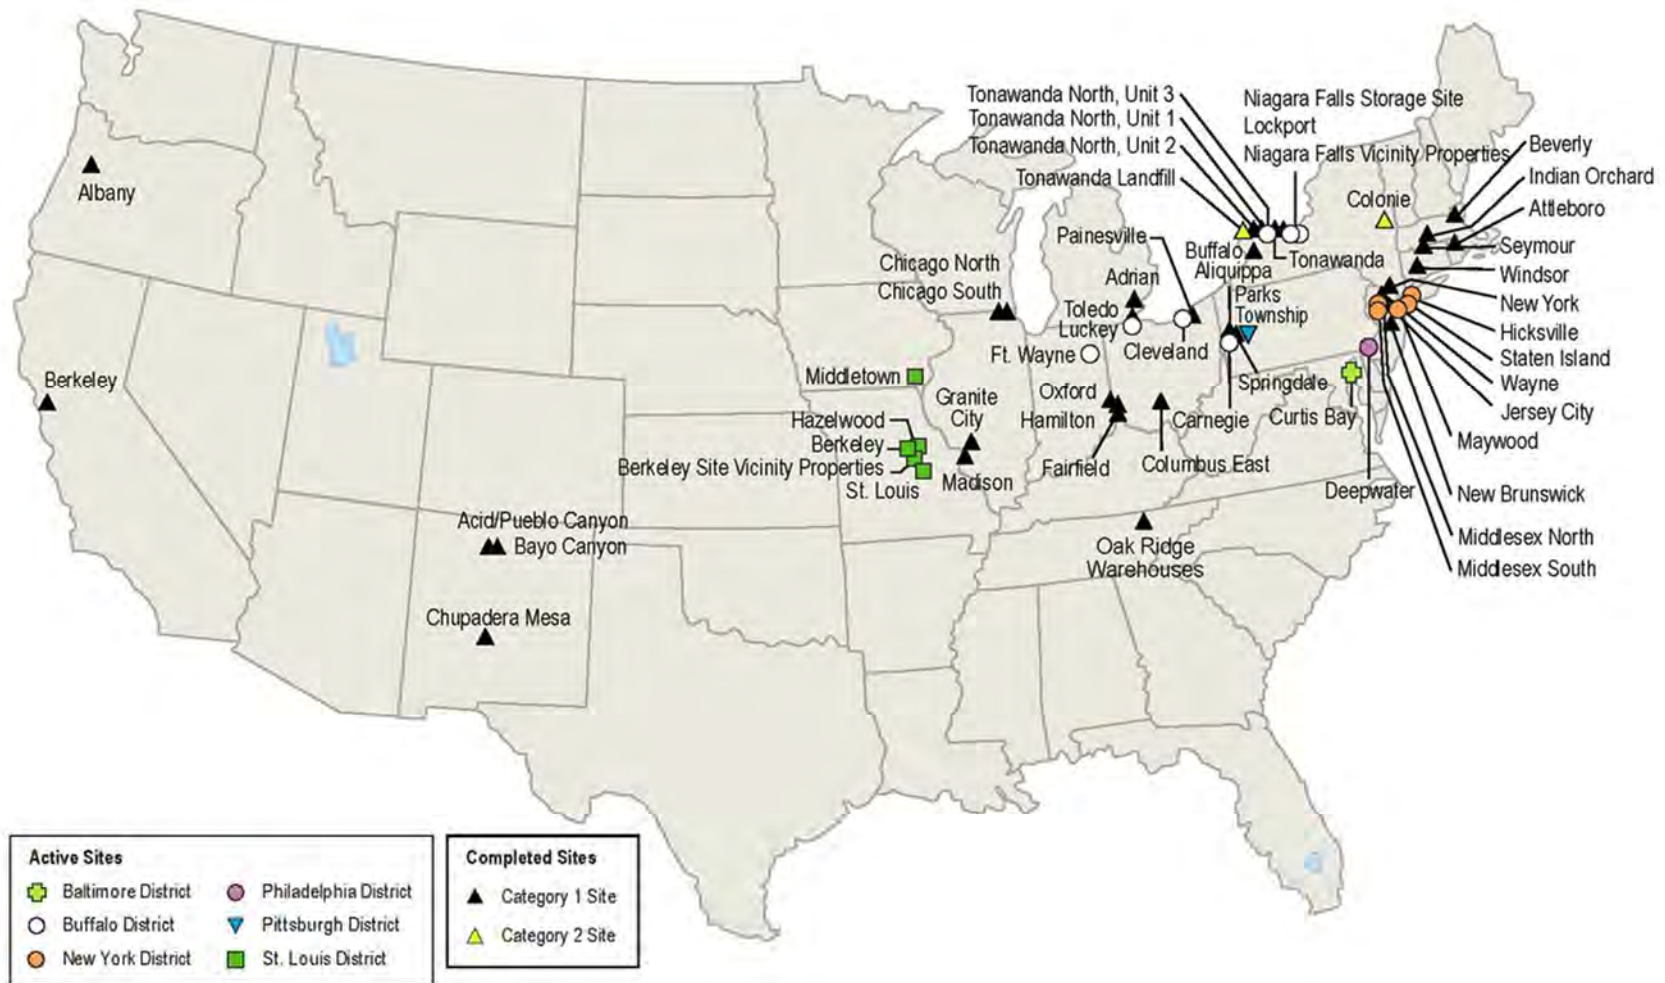 Tonawanda North, Unit 3
Tonawanda North, Unit 1
Tonawanda North, Unit 2
Tonawanda Landfill
Niagara Falls Storage Site
Lockport
Niagara Falls Vicinity Properties
Beverly
Indian Orchard
Attleboro
Seymour
Windsor
New York
Hicksville
Staten Island
Wayne
Jersey City
Maywood
New Brunswick
Middlesex North
Middlesex South
Albany
Colonie
Painesville
Buffalo
Tonawanda
Aliquippa
Parks
Township
Chicago North
Chicago South
Adrian
Toledo
Luckey
Ft. Wayne
Cleveland
Berkeley
Middletown
Springdale
Granite
City
Oxford
Hamilton
Carnegie
Curtis Bay
Hazelwood
Berkeley
Berkeley Site Vicinity Properties
St. Louis
Madison
Fairfield
Columbus East
Deepwater
Acid/Pueblo Canyon
Bayo Canyon
Oak Ridge
Warehouses
Chupadera Mesa
Active Sites
Baltimore District
Philadelphia District
Buffalo District
Pittsburgh District
New York District
St. Louis District
Completed Sites
Category 1 Site
Category 2 Site